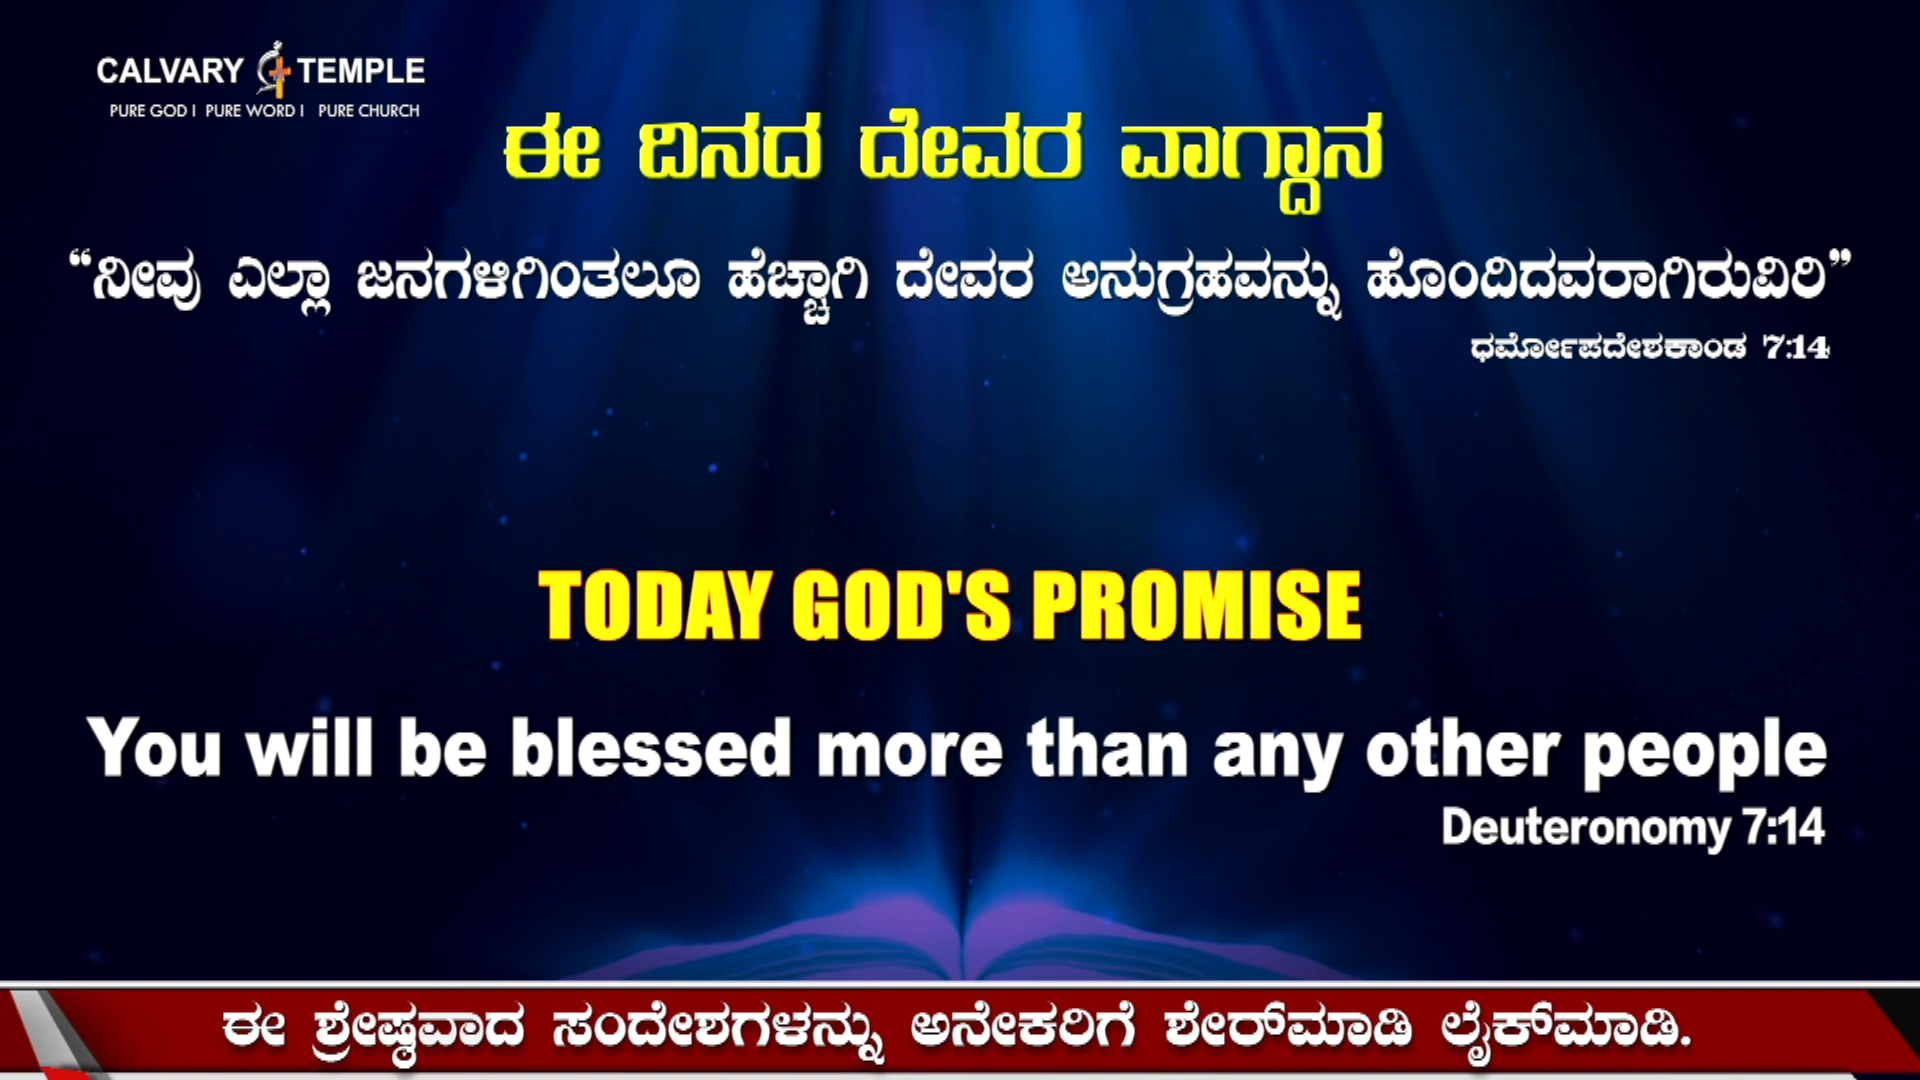 CALVARY TEMPLE
PURE GOD I PURE WORD I PURE CHURCH
ಈ ದಿನದ ದೇವರ ವಾಗ್ದಾನ
“ನೀವು ಎಲ್ಲಾ ಜನಗಳಿಗಿಂತಲೂ ಹೆಚ್ಚಾಗಿ ದೇವರ ಅನುಗ್ರಹವನ್ನು ಹೊಂದಿದವರಾಗಿರುವಿರಿ”
ಧರ್ಮೋಪದೇಶಕಾಂಡ 7:14
TODAY GOD'S PROMISE
You will be blessed more than any other people
Deuteronomy 7:14
ಈ ಶ್ರೇಷ್ಠವಾದ ಸಂದೇಶಗಳನ್ನು ಅನೇಕರಿಗೆ ಶೇರ್‌ಮಾಡಿ ಲೈಕ್‌ಮಾಡಿ.